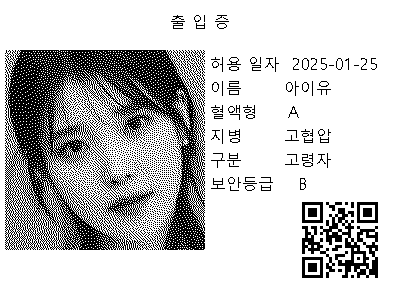 출 입 증
허용 일자 2025-01-25
이름 아이유
혈액형 A
지병 고협압
구분 고령자
보안등급 B